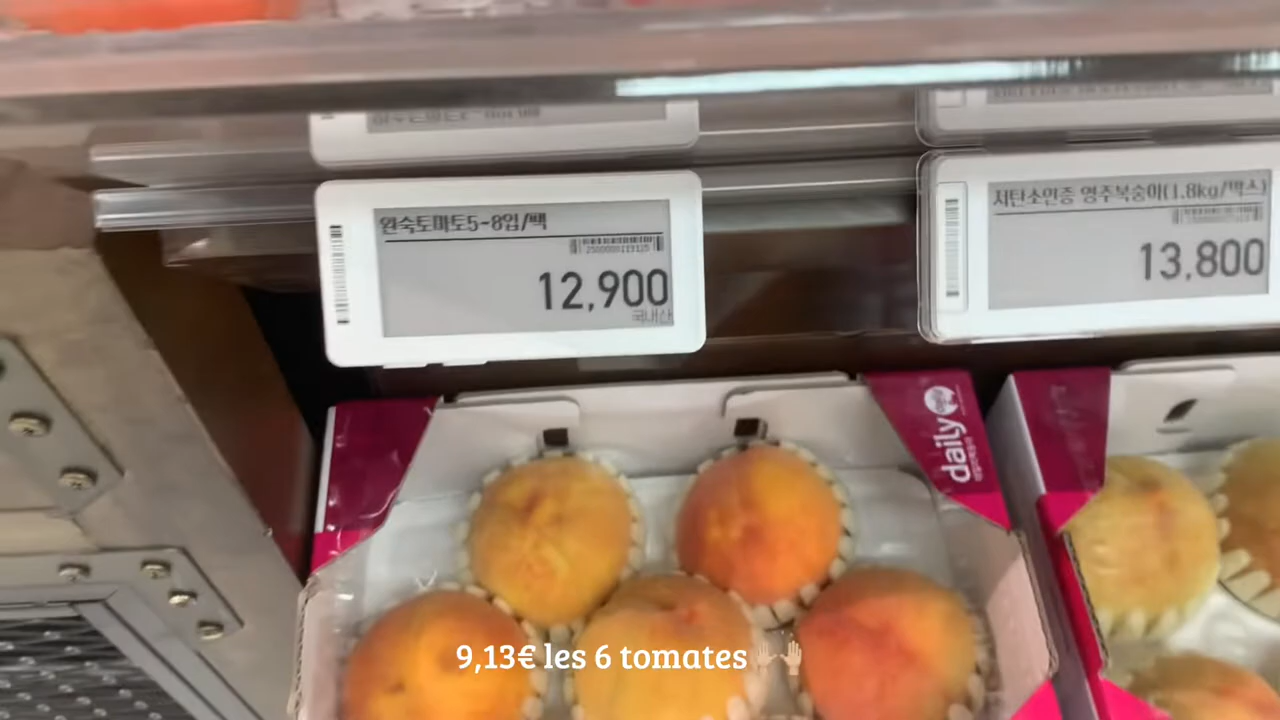 완숙토마토5-8입/팩
2500000119125
12,900
국내산
저탄소인증 영주복숭아(1.8kg/박스)
13,800
daily
9,13€ les 6 tomates 🙌🏼